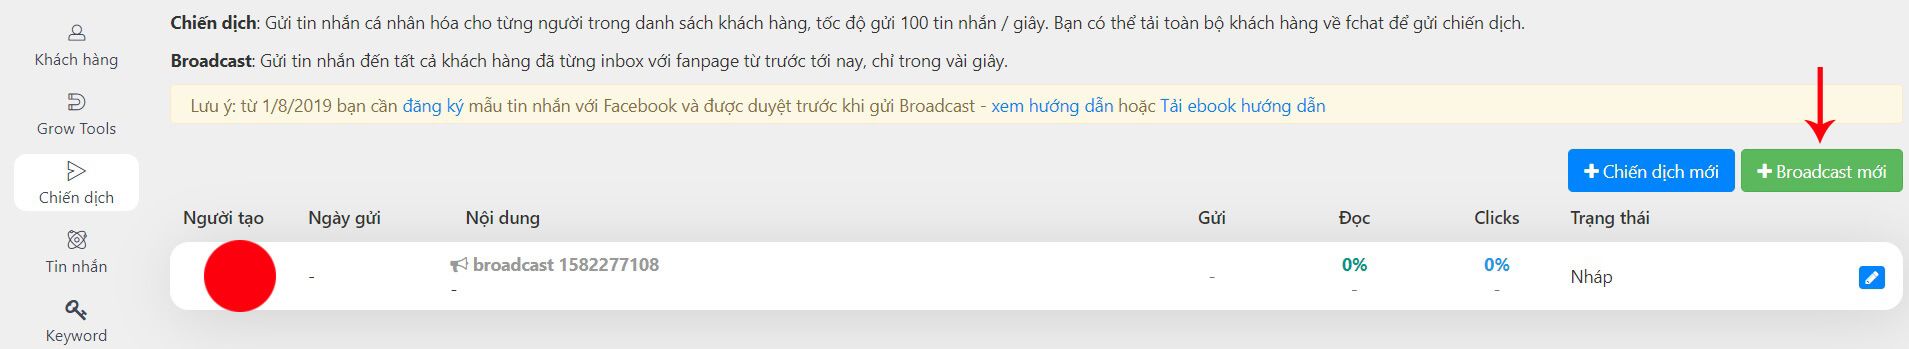 Khách hàng
Grow Tools
Chiến dịch
Tin nhắn
Keyword
Chiến dịch: Gửi tin nhắn cá nhân hóa cho từng người trong danh sách khách hàng, tốc độ gửi 100 tin nhắn / giây. Bạn có thể tải toàn bộ khách hàng về fchat để gửi chiến dịch.
Broadcast: Gửi tin nhắn đến tất cả khách hàng đã từng inbox với fanpage từ trước tới nay, chỉ trong vài giây.
Lưu ý: từ 1/8/2019 bạn cần đăng ký mẫu tin nhắn với Facebook và được duyệt trước khi gửi Broadcast - xem hướng dẫn hoặc Tải ebook hướng dẫn
+ Chiến dịch mới + Broadcast mới
Người tạo Ngày gửi Nội dung Gửi Đọc Clicks Trạng thái
broadcast 1582277108 0% 0%
- - Nháp
- - -